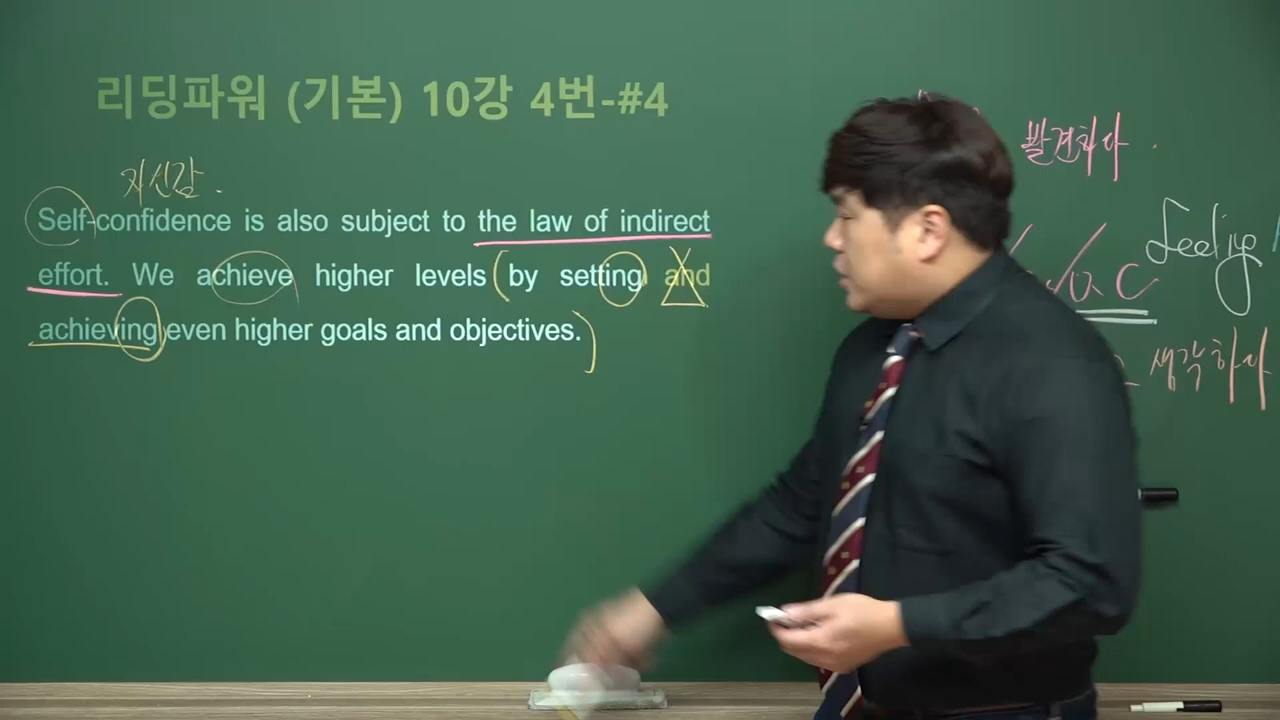 리딩파워 (기본) 10강 4번-#4
자신감.
Self-confidence is also subject to the law of indirect
effort. We achieve higher levels by setting and
achieving even higher goals and objectives.
발견하다.
Feeling
O.C
생각하다